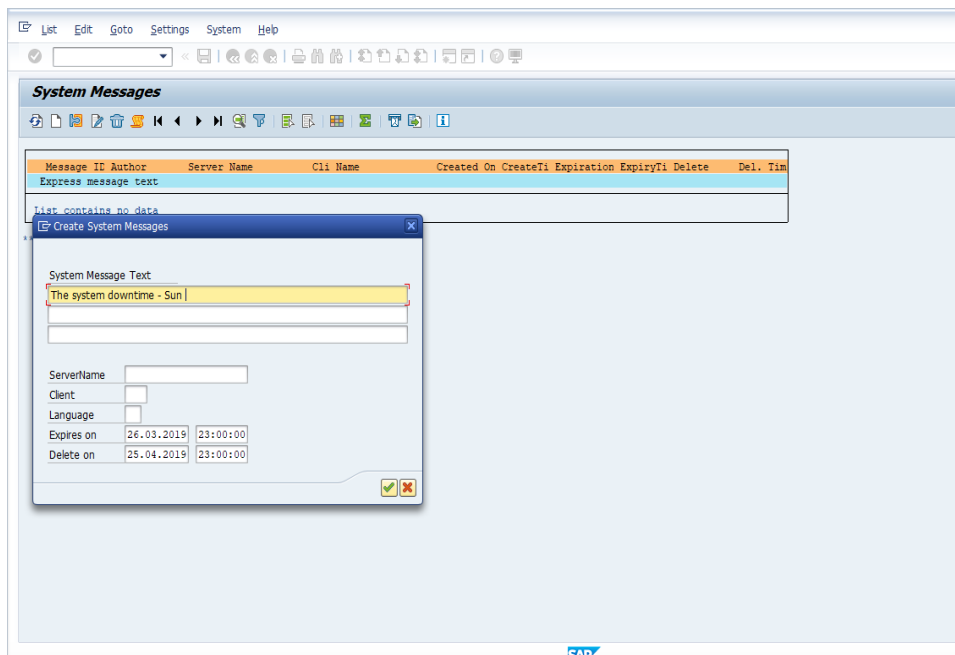 List Edit Goto Settings System Help
System Messages
Message ID Author Server Name Cli Name Created On CreateTi Expiration ExpiryTi Delete Del. Tim
Express message text
List contains no data
Create System Messages
System Message Text
The system downtime - Sun
ServerName
Client
Language
Expires on 26.03.2019 23:00:00
Delete on 25.04.2019 23:00:00
SAP